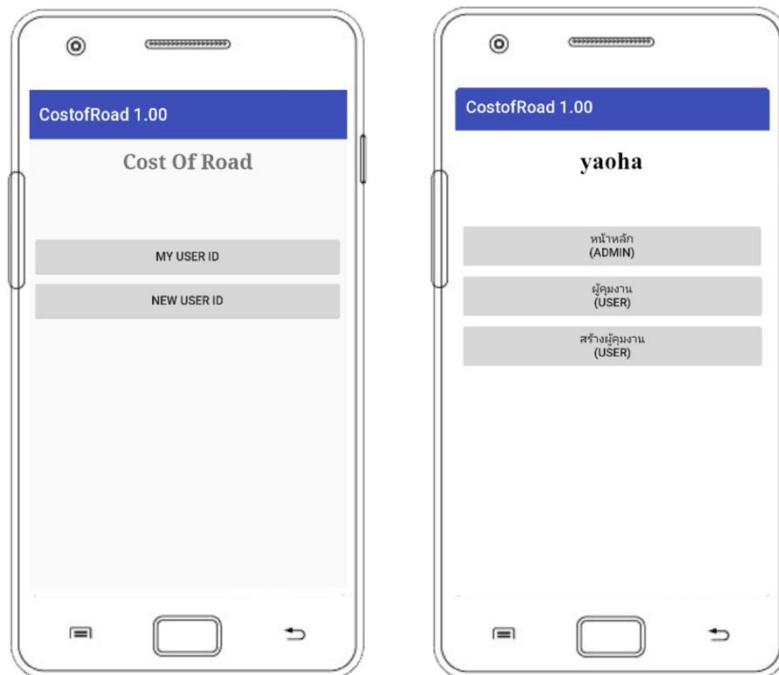 CostofRoad 1.00
Cost Of Road
MY USER ID
NEW USER ID
CostofRoad 1.00
yaoha
หน้าหลัก
(ADMIN)
ผู้คุมงาน
(USER)
สร้างผู้คุมงาน
(USER)